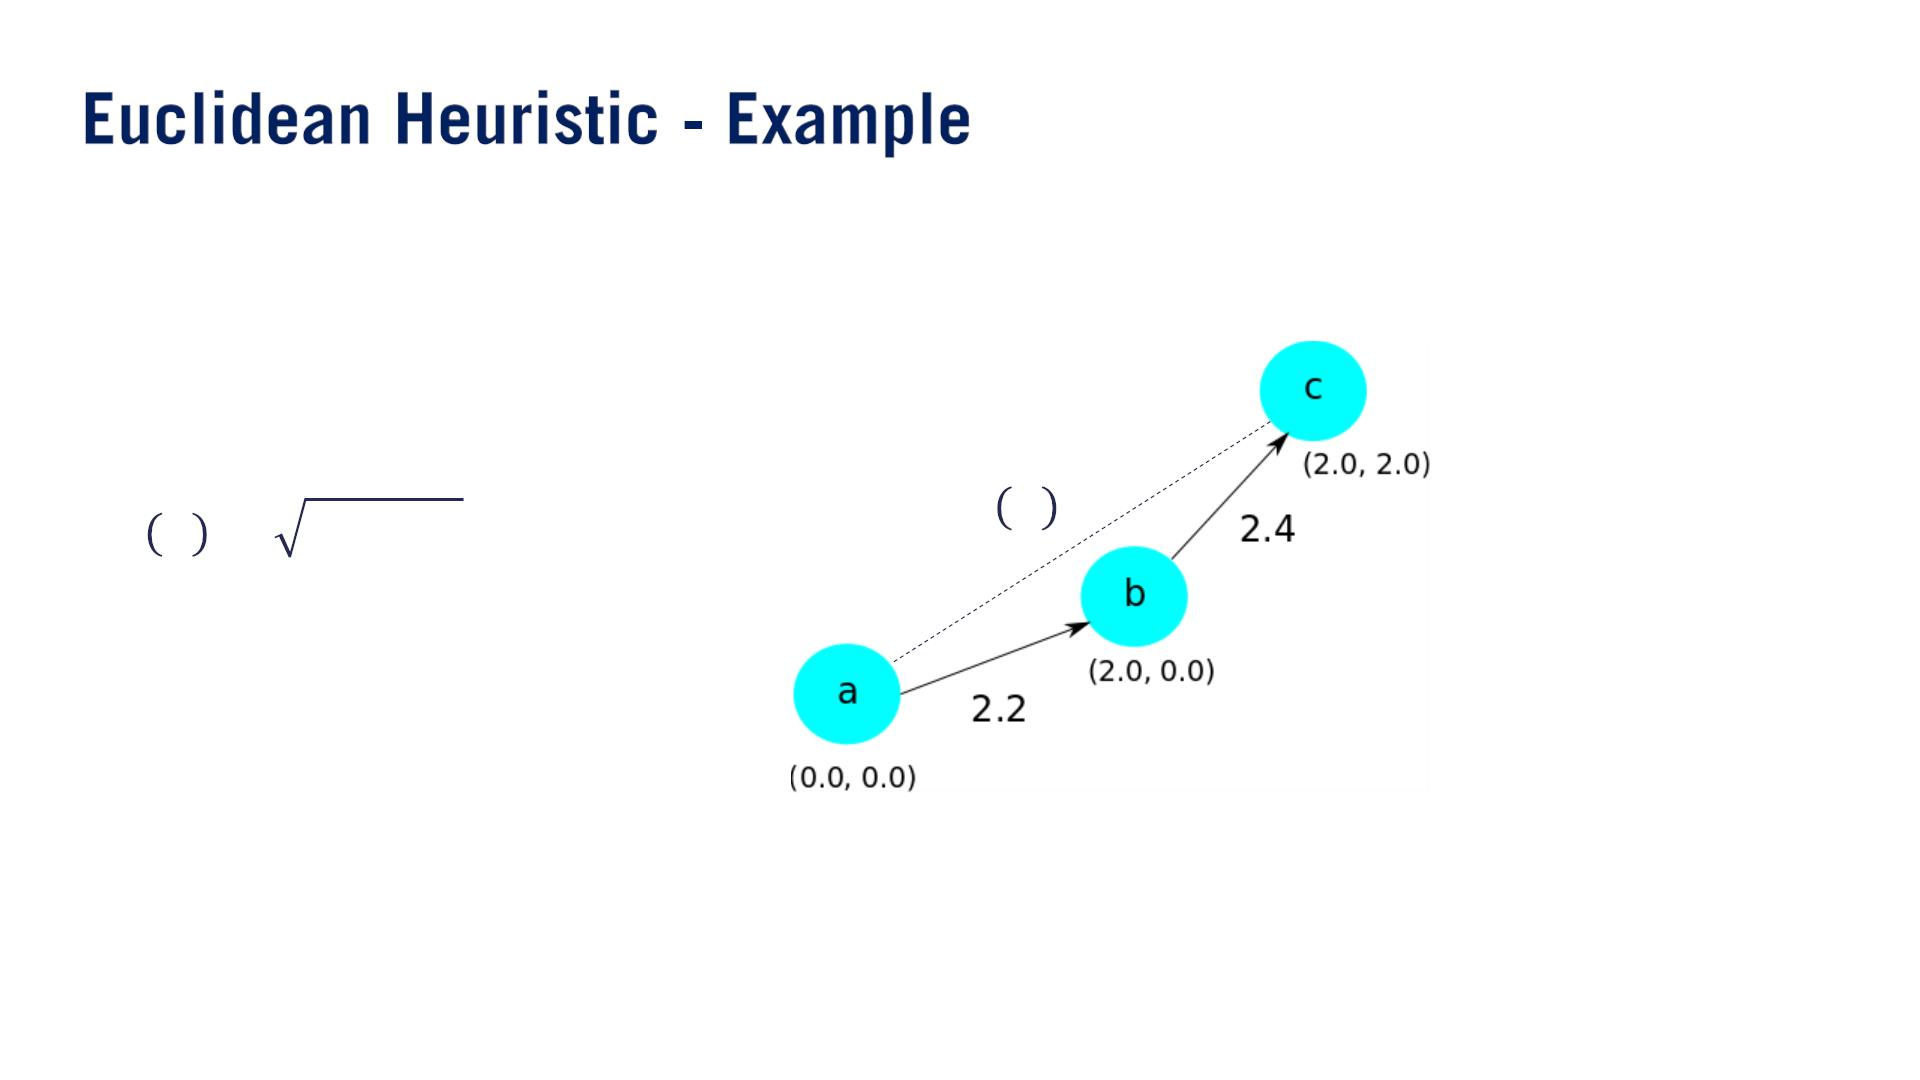 Euclidean Heuristic - Example
( ) √
( )
c
(2.0, 2.0)
2.4
b
(2.0, 0.0)
a
2.2
(0.0, 0.0)